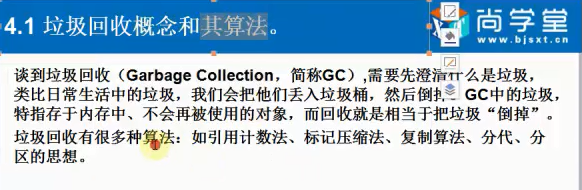 4.1 垃圾回收概念和其算法。
尚学堂
www.bjsxt.cn
谈到垃圾回收（Garbage Collection，简称GC）,需要先澄清什么是垃圾，
类比日常生活中的垃圾，我们会把他们丢入垃圾桶，然后倒掉。GC中的垃圾，
特指存于内存中、不会再被使用的对象，而回收就是相当于把垃圾“倒掉”。
垃圾回收有很多种算法：如引用计数法、标记压缩法、复制算法、分代、分
区的思想。